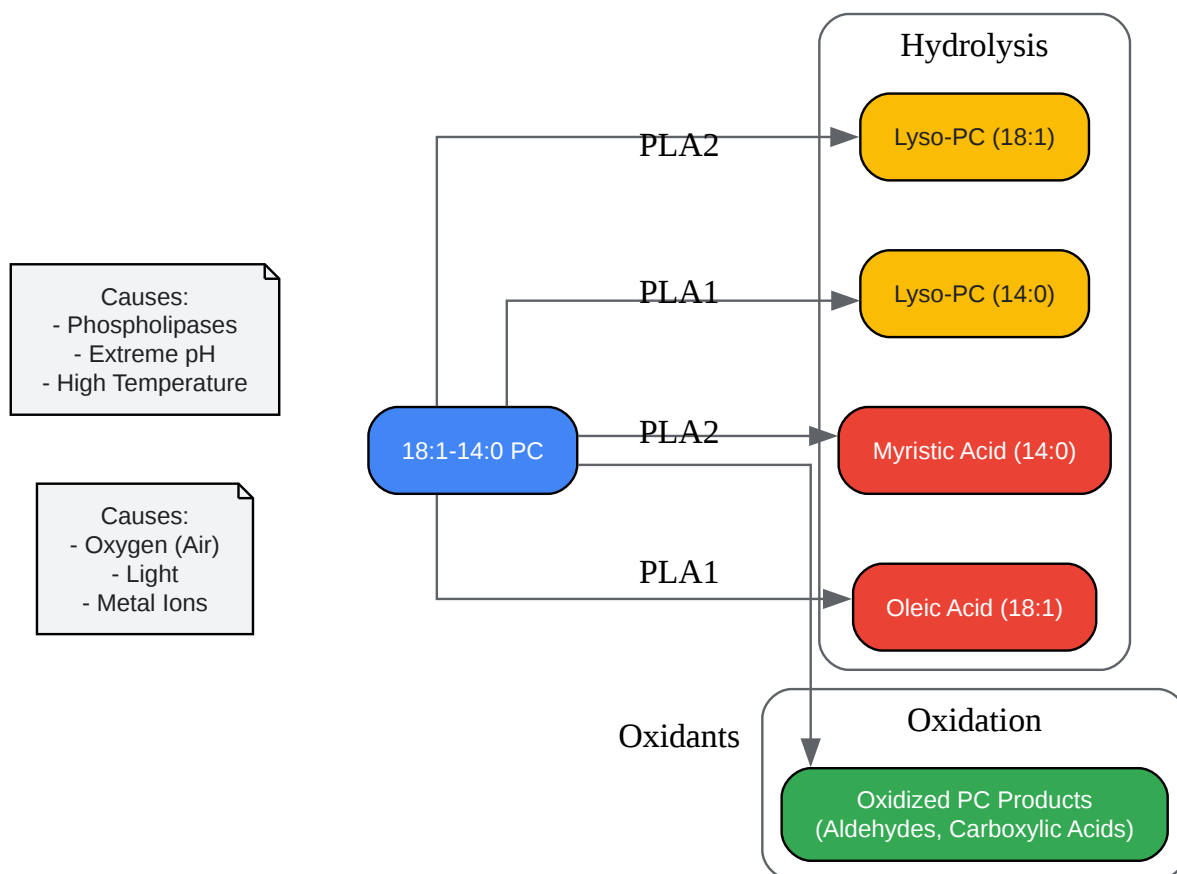 Hydrolysis
Lyso-PC (18:1)
PLA2
Lyso-PC (14:0)
PLA1
Causes:
- Phospholipases
- Extreme pH
- High Temperature
18:1-14:0 PC
PLA2
Myristic Acid (14:0)
Causes:
- Oxygen (Air)
- Light
- Metal Ions
PLA1
Oleic Acid (18:1)
Oxidants
Oxidation
Oxidized PC Products
(Aldehydes, Carboxylic Acids)